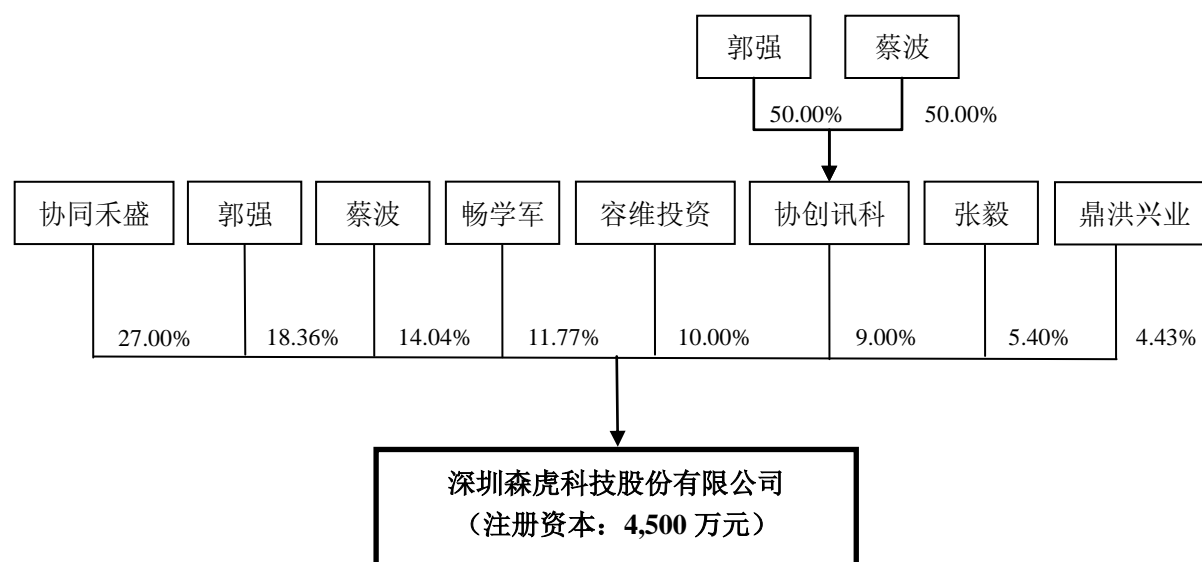 郭强
蔡波
50.00%
50.00%
协同禾盛
郭强
蔡波
畅学军
容维投资
协创讯科
张毅
鼎洪兴业
27.00%
18.36%
14.04%
11.77%
10.00%
9.00%
5.40%
4.43%
深圳森虎科技股份有限公司
（注册资本：4,500 万元）